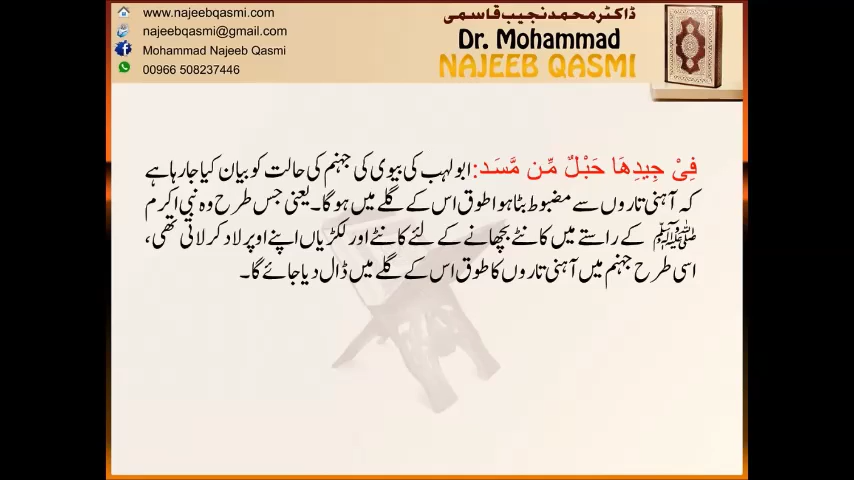 www.najeebqasmi.com
najeebqasmi@gmail.com
Mohammad Najeeb Qasmi
00966 508237446
ڈاکٹر محمد نجیب قاسمی
Dr. Mohammad
NAJEEB QASMI
فِیْ جِیْدِهَا حَبْلٌ مِّن مَّسَد: ابولہب کی بیوی کی جہنم کی حالت کو بیان کیا جارہا ہے
کہ آہنی تاروں سے مضبوط بٹا ہوا طوق اس کے گلے میں ہوگا۔ یعنی جس طرح وہ نبی اکرم
ﷺ کے راستے میں کانٹے بچھانے کے لئے کانٹے اور لکڑیاں اپنے اوپر لاد کر لاتی تھی،
اسی طرح جہنم میں آہنی تاروں کا طوق اس کے گلے میں ڈال دیا جائے گا۔